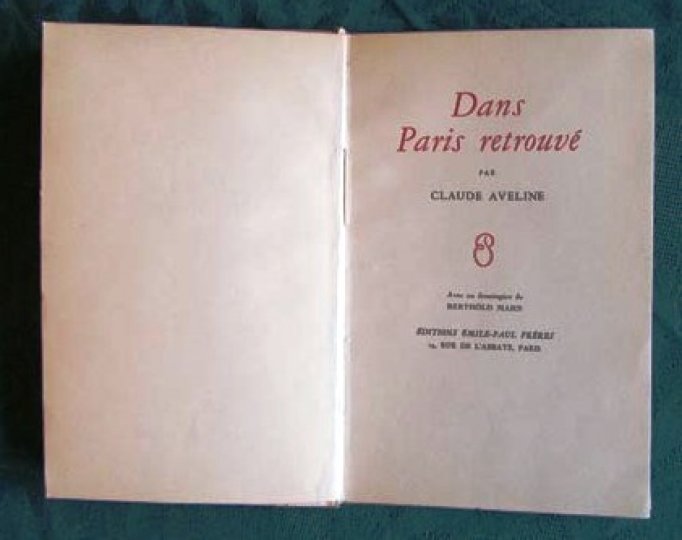 Dans
Paris retrouvé
PAR
CLAUDE AVELINE
Avec un frontispice de
BERTHOLD MAHN
ÉDITIONS ÉMILE-PAUL FRÈRES
14, RUE DE L'ABBAYE, PARIS